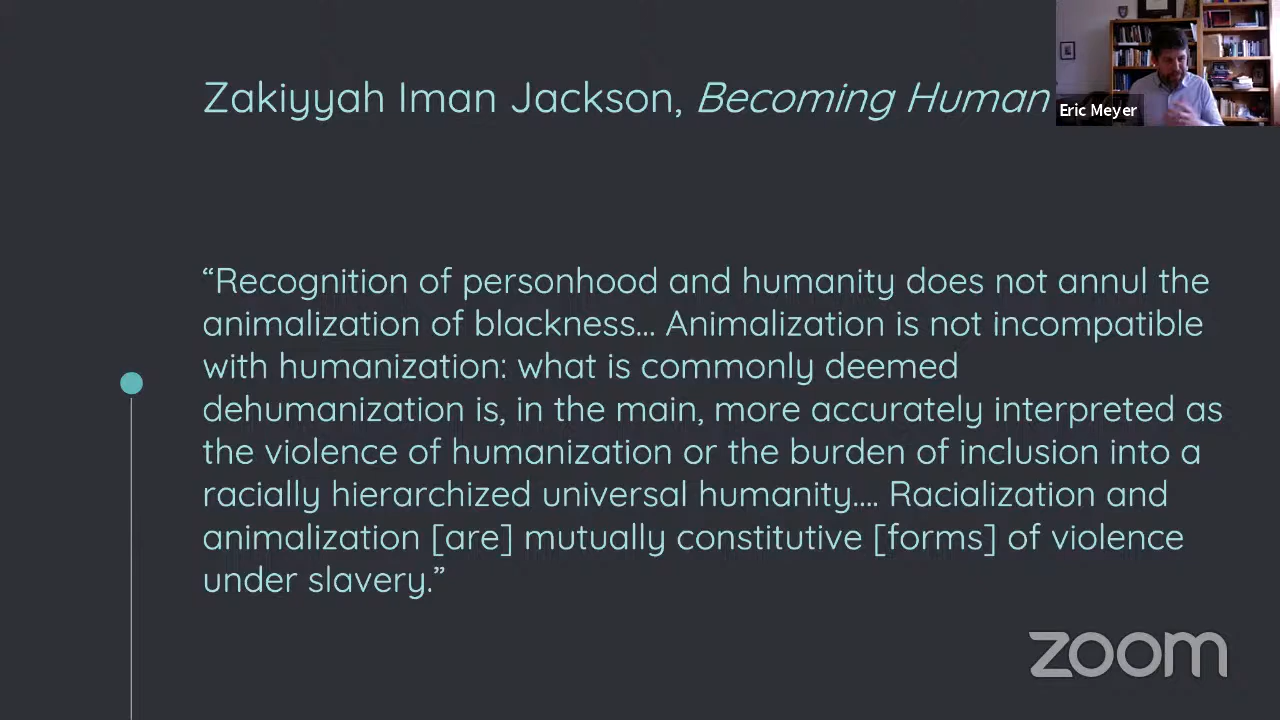 Zakiyyah Iman Jackson, Becoming Human
Eric Meyer
“Recognition of personhood and humanity does not annul the
animalization of blackness... Animalization is not incompatible
with humanization: what is commonly deemed
dehumanization is, in the main, more accurately interpreted as
the violence of humanization or the burden of inclusion into a
racially hierarchized universal humanity.... Racialization and
animalization [are] mutually constitutive [forms] of violence
under slavery.”
zoom